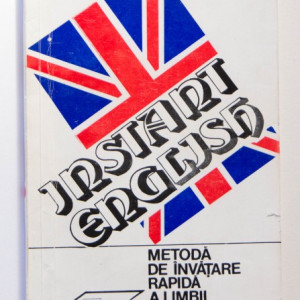 INSTANT
ENGLISH
METODĂ
DE ÎNVĂȚARE
RAPIDĂ
A LIMBII